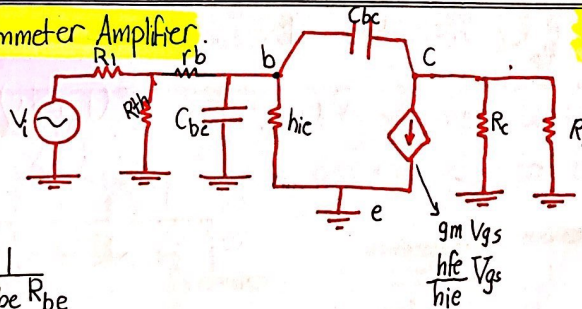 mmeter Amplifier.
R1 rb Cbc
b C
Vi Rth Cbe hie Rc R
e
gm Vgs
hfe/hie Vgs
1
be Rbe